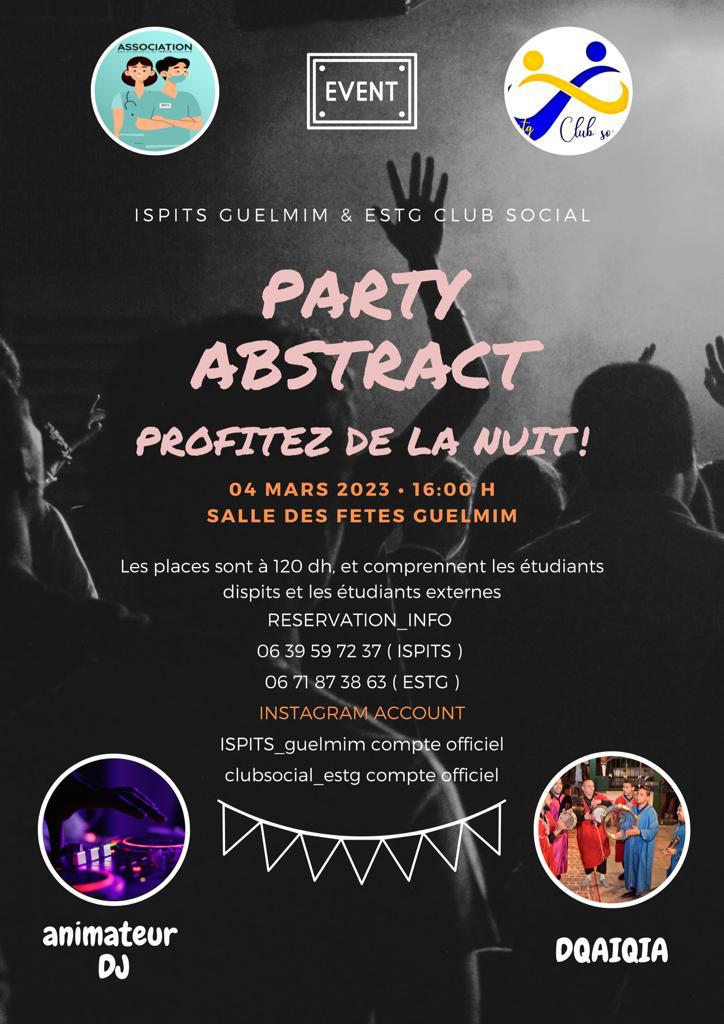 ASSOCIATION
EVENT
Club so
ISPITS GUELMIM & ESTG CLUB SOCIAL
PARTY
ABSTRACT
PROFITEZ DE LA NUIT!
04 MARS 2023 • 16:00 H
SALLE DES FETES GUELMIM
Les places sont à 120 dh, et comprennent les étudiants
dispits et les étudiants externes
RESERVATION_INFO
06 39 59 72 37 ( ISPITS )
06 71 87 38 63 ( ESTG )
INSTAGRAM ACCOUNT
ISPITS_guelmim compte officiel
clubsocial_estg compte officiel
animateur
DJ
DQAIQIA